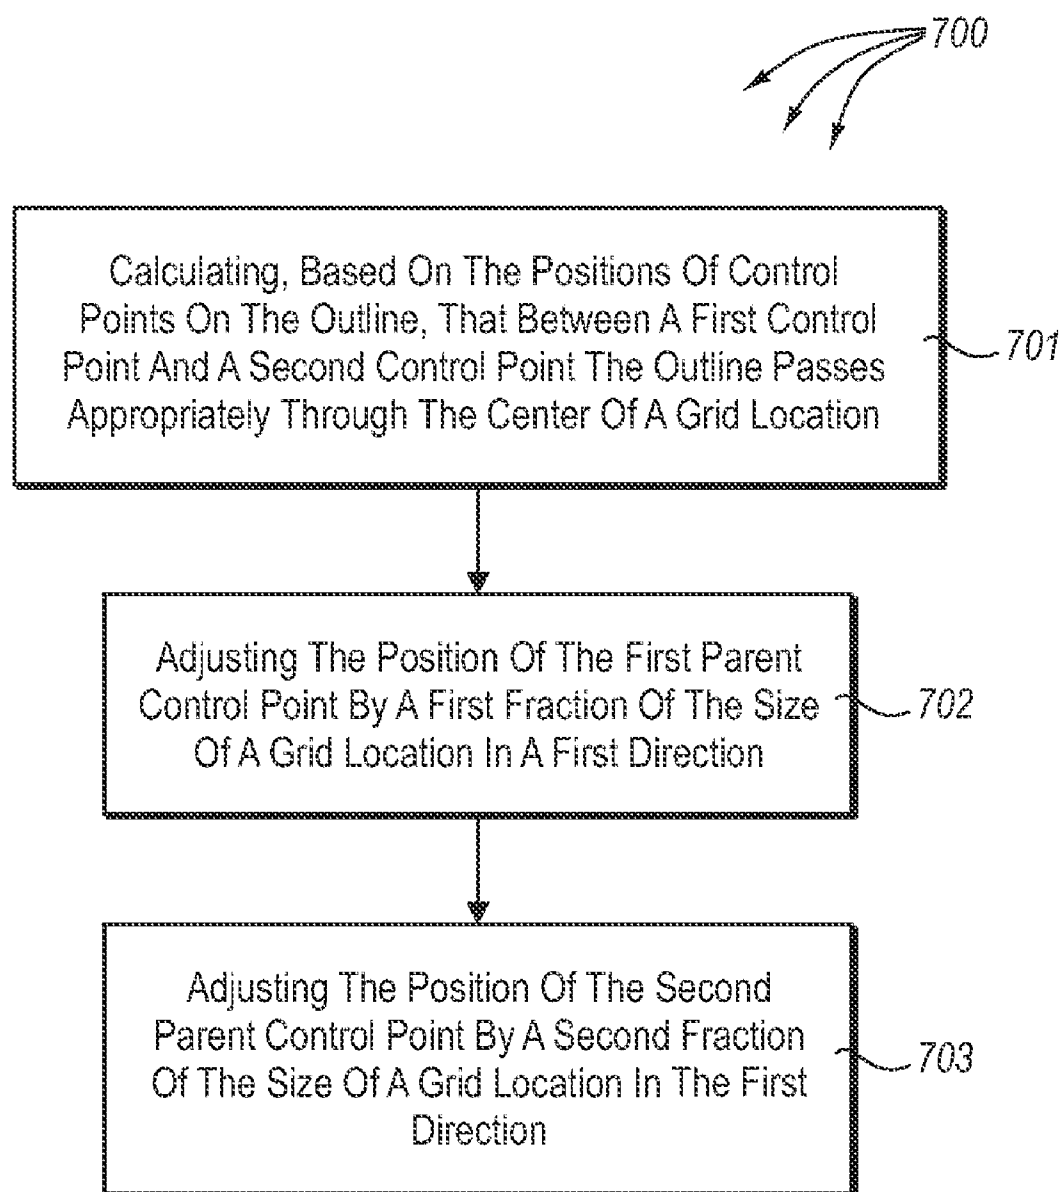 700
Calculating, Based On The Positions Of Control
Points On The Outline, That Between A First Control
Point And A Second Control Point The Outline Passes
Appropriately Through The Center Of A Grid Location
701
Adjusting The Position Of The First Parent
Control Point By A First Fraction Of The Size
Of A Grid Location In A First Direction
702
Adjusting The Position Of The Second
Parent Control Point By A Second Fraction
Of The Size Of A Grid Location In The First
Direction
703